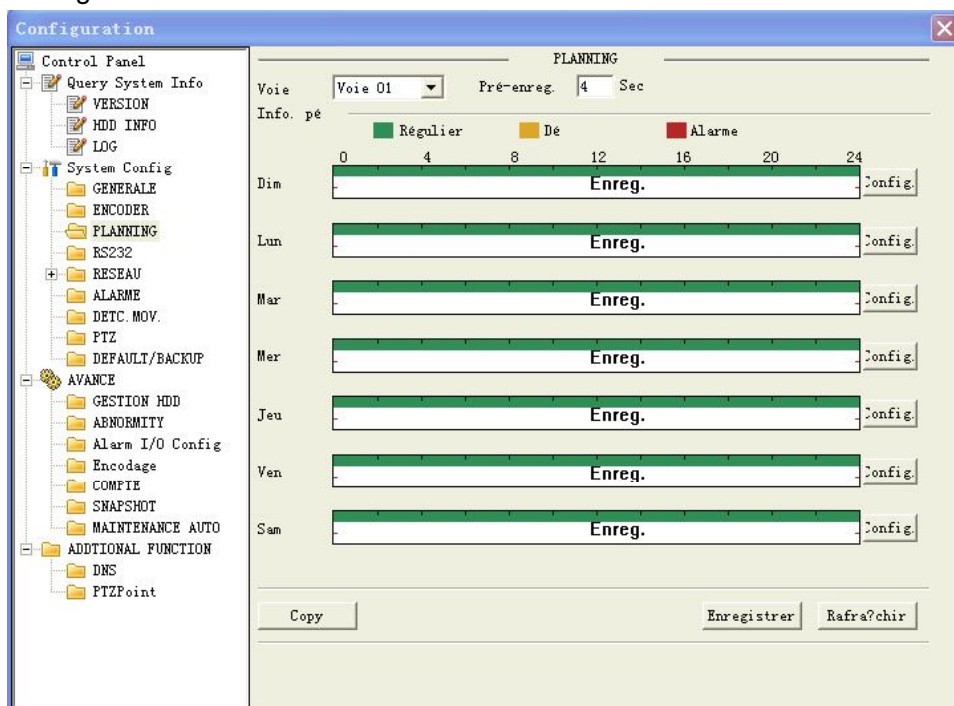 Configuration
Control Panel
Query System Info
VERSION
HDD INFO
LOG
System Config
GENERALE
ENCODER
PLANNING
RS232
RESEAU
ALARME
DETC. MOV.
PTZ
DEFAULT/BACKUP
AVANCE
GESTION HDD
ABNORMITY
Alarm I/O Config
Encodage
COMPTE
SNAPSHOT
MAINTENANCE AUTO
ADDTIONAL FUNCTION
DNS
PTZPoint
PLANNING
Voie Voie 01 Pré-enreg. 4 Sec
Info. pé
Régulier Dé Alarme
0 4 8 12 16 20 24
Dim Enreg. Config.
Lun Enreg. Config.
Mar Enreg. Config.
Mer Enreg. Config.
Jeu Enreg. Config.
Ven Enreg. Config.
Sam Enreg. Config.
Copy Enregistrer Rafra?chir